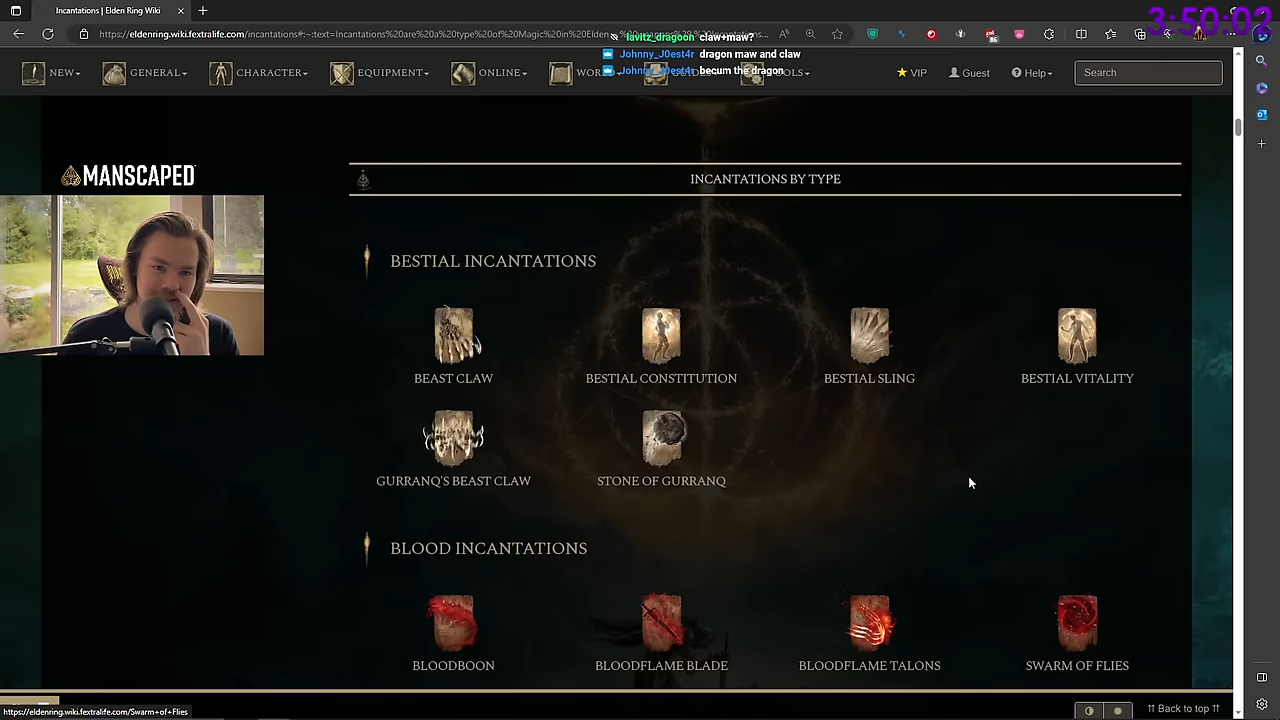 Incantations | Elden Ring Wiki
3:50:02
https://eldenring.wiki.fextralife.com/incantations#:~:text=Incantations%20are%20a%20type%20of%20Magic%20in%20Elden
lavitz_dragoon claw+maw?
Johnny_J0est4r dragon maw and claw
Johnny_J0est4r becum the dragon
86
NEW
GENERAL
CHARACTER
EQUIPMENT
ONLINE
VIP
Guest
Help
Search
MANSCAPED
INCANTATIONS BY TYPE
BESTIAL INCANTATIONS
BEAST CLAW
BESTIAL CONSTITUTION
BESTIAL SLING
BESTIAL VITALITY
GURRANQ'S BEAST CLAW
STONE OF GURRANQ
BLOOD INCANTATIONS
BLOODBOON
BLOODFLAME BLADE
BLOODFLAME TALONS
SWARM OF FLIES
https://eldenring.wiki.fextralife.com/Swarm+of+Flies
Back to top